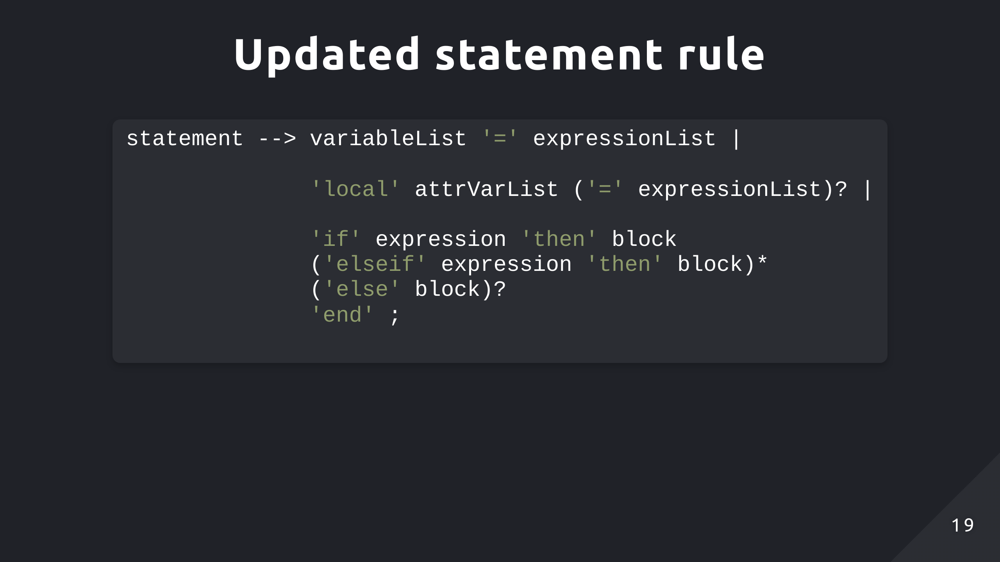 Updated statement rule
statement --> variableList '=' expressionList |
'local' attrVarList ('=' expressionList)? |
'if' expression 'then' block
('elseif' expression 'then' block)*
('else' block)?
'end' ;
19